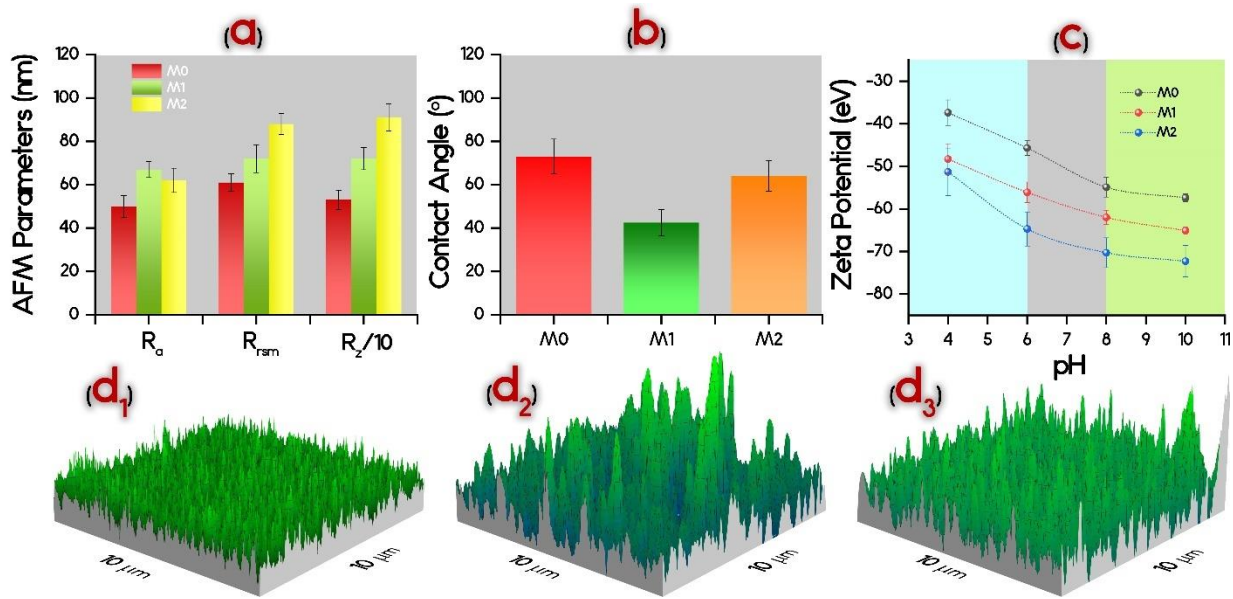 (a)
AFM Parameters (nm)
120
100
80
60
40
20
0
M0
M1
M2
Rₐ
Rrsm
R_z/10
(b)
Contact Angle (°)
120
100
80
60
40
20
0
M0
M1
M2
(c)
Zeta Potential (eV)
-30
-40
-50
-60
-70
-80
M0
M1
M2
3 4 5 6 7 8 9 10 11
pH
(d₁)
10 μm
10 μm
(d₂)
10 μm
10 μm
(d₃)
10 μm
10 μm